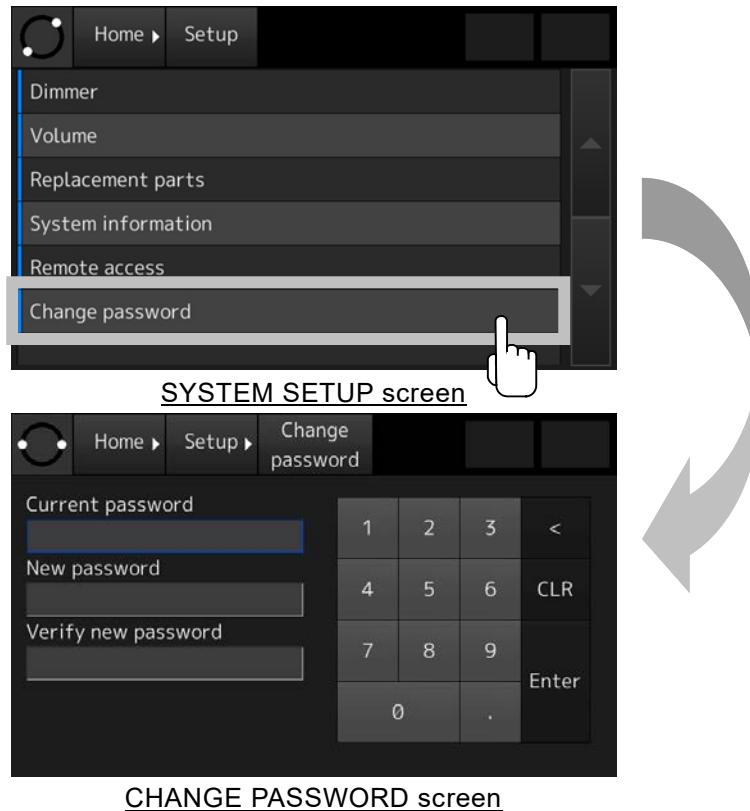 Home Setup
Dimmer
Volume
Replacement parts
System information
Remote access
Change password
SYSTEM SETUP screen
Home Setup Change
password
Current password
New password
Verify new password
1 2 3 <
4 5 6 CLR
7 8 9
Enter
0 .
CHANGE PASSWORD screen